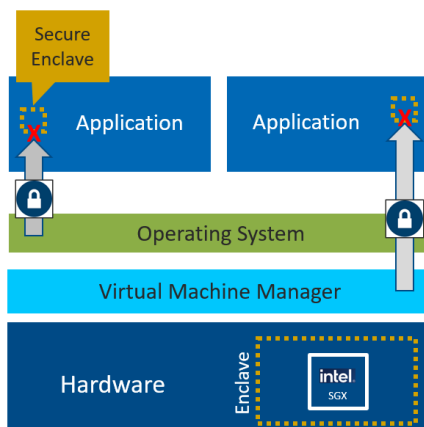 Secure
Enclave
Application
Application
Operating System
Virtual Machine Manager
Hardware
Enclave
intel.
SGX